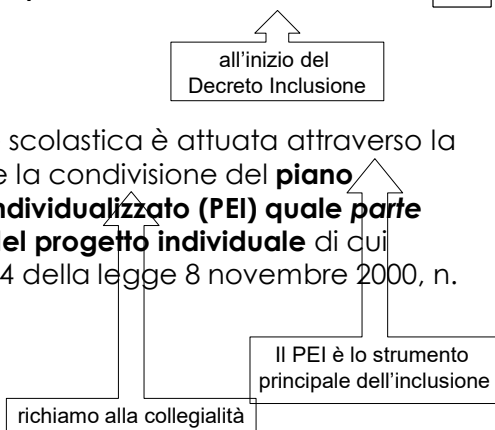 all'inizio del
Decreto Inclusione
scolastica è attuata attraverso la
e la condivisione del piano
ndividualizzato (PEI) quale parte
del progetto individuale di cui
4 della legge 8 novembre 2000, n.
Il PEI è lo strumento
principale dell'inclusione
richiamo alla collegialità